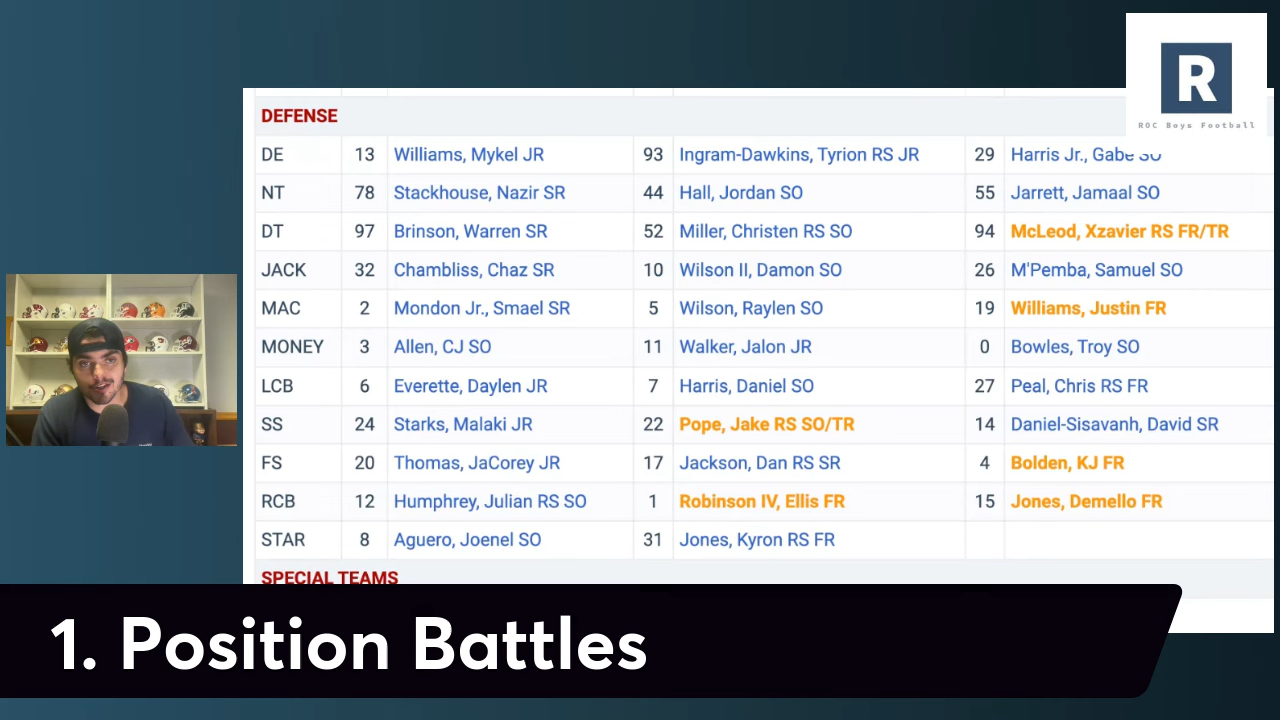 R
ROC Boys Football
DEFENSE
DE 13 Williams, Mykel JR 93 Ingram-Dawkins, Tyrion RS JR 29 Harris Jr., Gabe SO
NT 78 Stackhouse, Nazir SR 44 Hall, Jordan SO 55 Jarrett, Jamaal SO
DT 97 Brinson, Warren SR 52 Miller, Christen RS SO 94 McLeod, Xzavier RS FR/TR
JACK 32 Chambliss, Chaz SR 10 Wilson II, Damon SO 26 M'Pemba, Samuel SO
MAC 2 Mondon Jr., Smael SR 5 Wilson, Raylen SO 19 Williams, Justin FR
MONEY 3 Allen, CJ SO 11 Walker, Jalon JR 0 Bowles, Troy SO
LCB 6 Everette, Daylen JR 7 Harris, Daniel SO 27 Peal, Chris RS FR
SS 24 Starks, Malaki JR 22 Pope, Jake RS SO/TR 14 Daniel-Sisavanh, David SR
FS 20 Thomas, JaCorey JR 17 Jackson, Dan RS SR 4 Bolden, KJ FR
RCB 12 Humphrey, Julian RS SO 1 Robinson IV, Ellis FR 15 Jones, Demello FR
STAR 8 Aguero, Joenel SO 31 Jones, Kyron RS FR
SPECIAL TEAMS
1. Position Battles